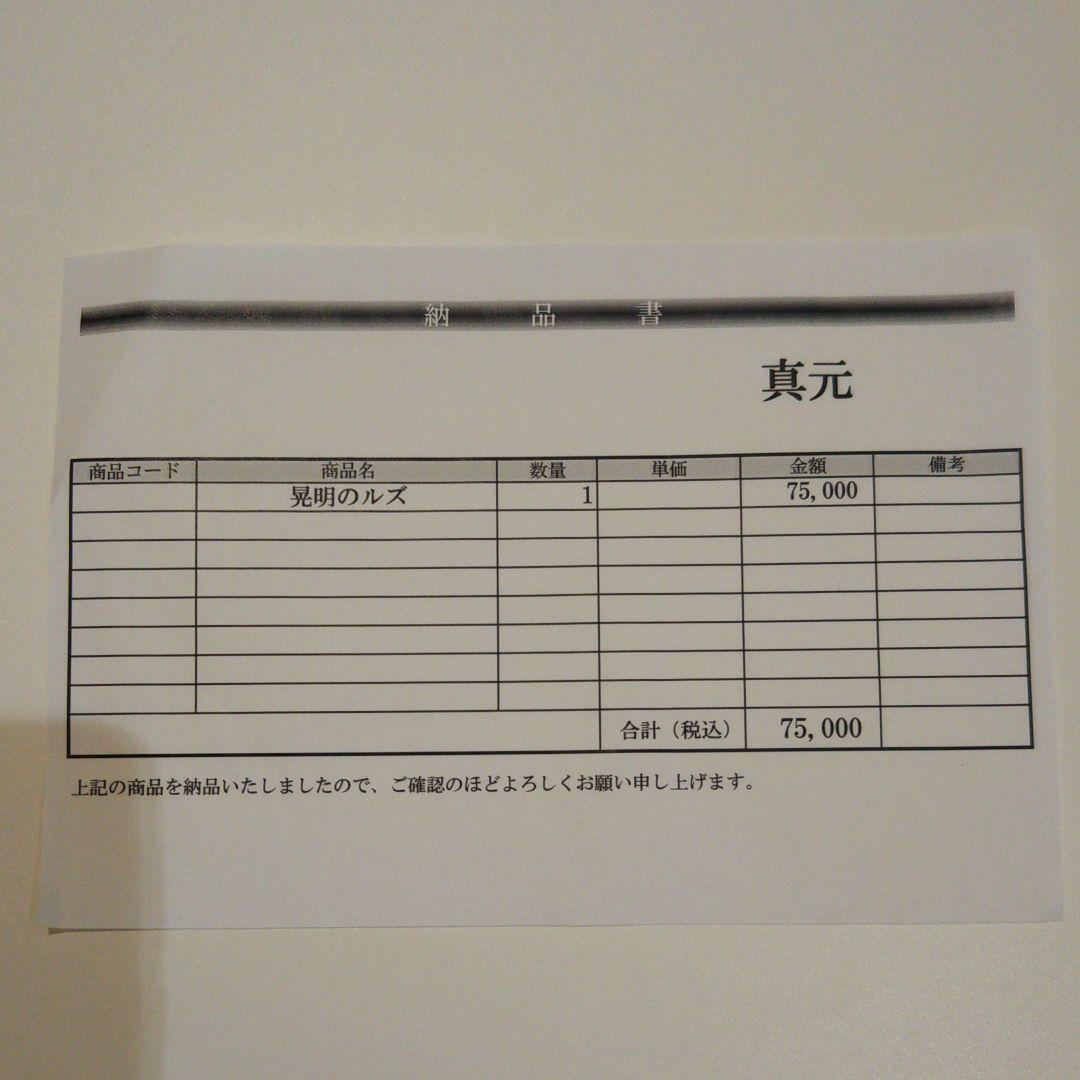 納 品 書
真元
商品コード 商品名 数量 単価 金額 備考
晃明のルズ 1 75,000
合計（税込） 75,000
上記の商品を納品いたしましたので、ご確認のほどよろしくお願い申し上げます。